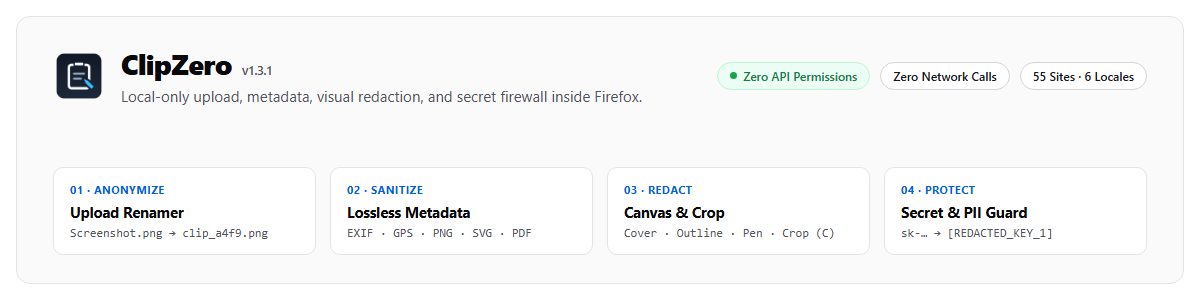 ClipZero v1.3.1
Local-only upload, metadata, visual redaction, and secret firewall inside Firefox.
Zero API Permissions
Zero Network Calls
55 Sites · 6 Locales
01 · ANONYMIZE
Upload Renamer
Screenshot.png → clip_a4f9.png
02 · SANITIZE
Lossless Metadata
EXIF · GPS · PNG · SVG · PDF
03 · REDACT
Canvas & Crop
Cover · Outline · Pen · Crop (C)
04 · PROTECT
Secret & PII Guard
sk-… → [REDACTED_KEY_1]